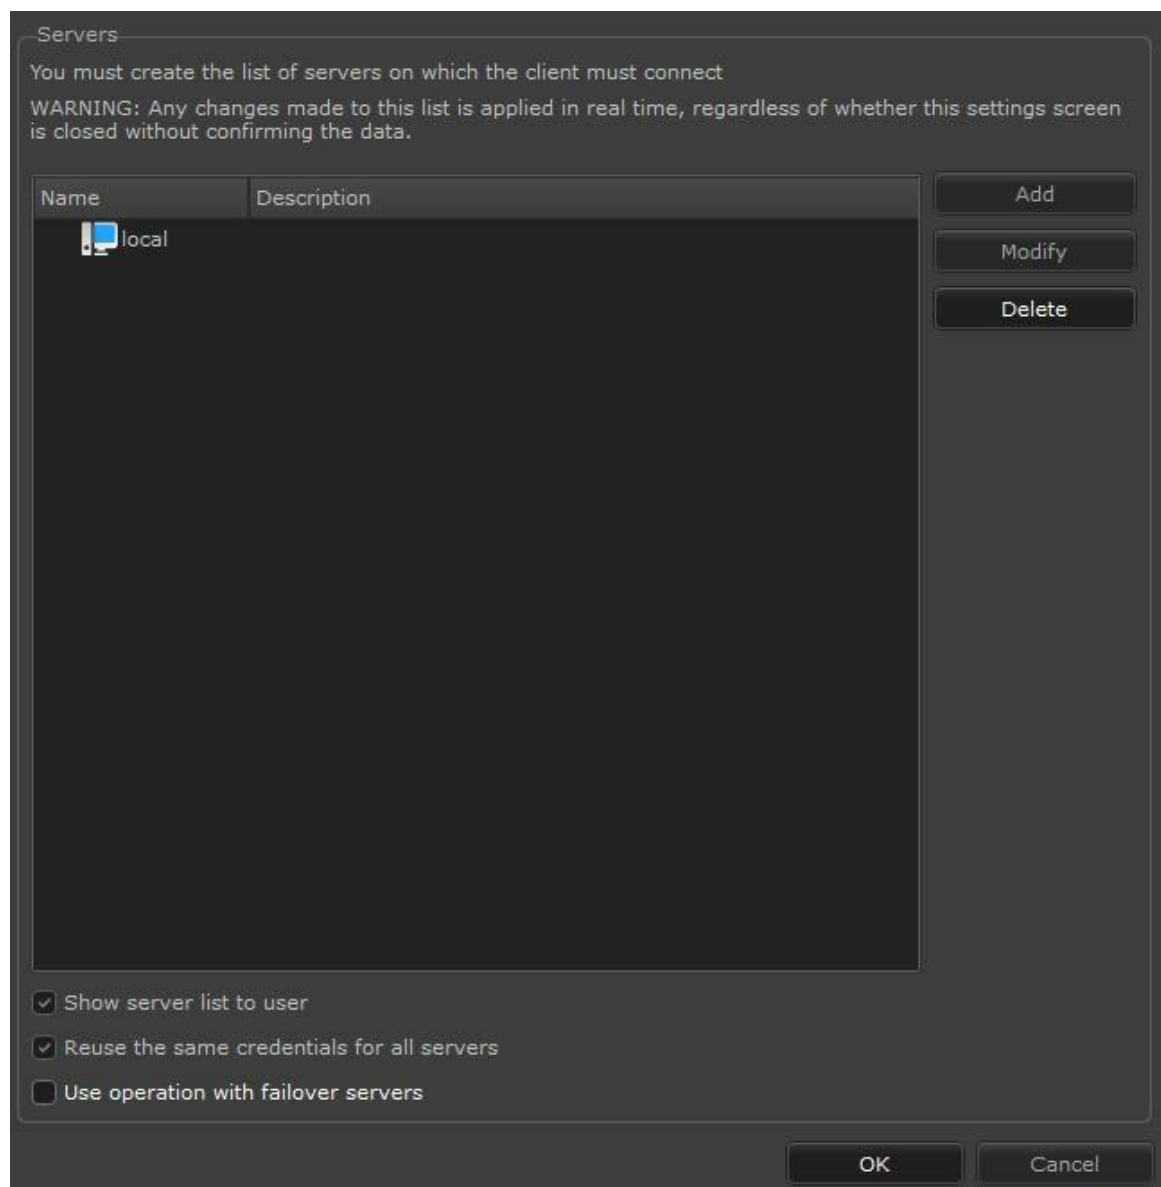 Servers
You must create the list of servers on which the client must connect
WARNING: Any changes made to this list is applied in real time, regardless of whether this settings screen
is closed without confirming the data.
Name Description Add
local
Modify
Delete
Show server list to user
Reuse the same credentials for all servers
Use operation with failover servers
OK Cancel